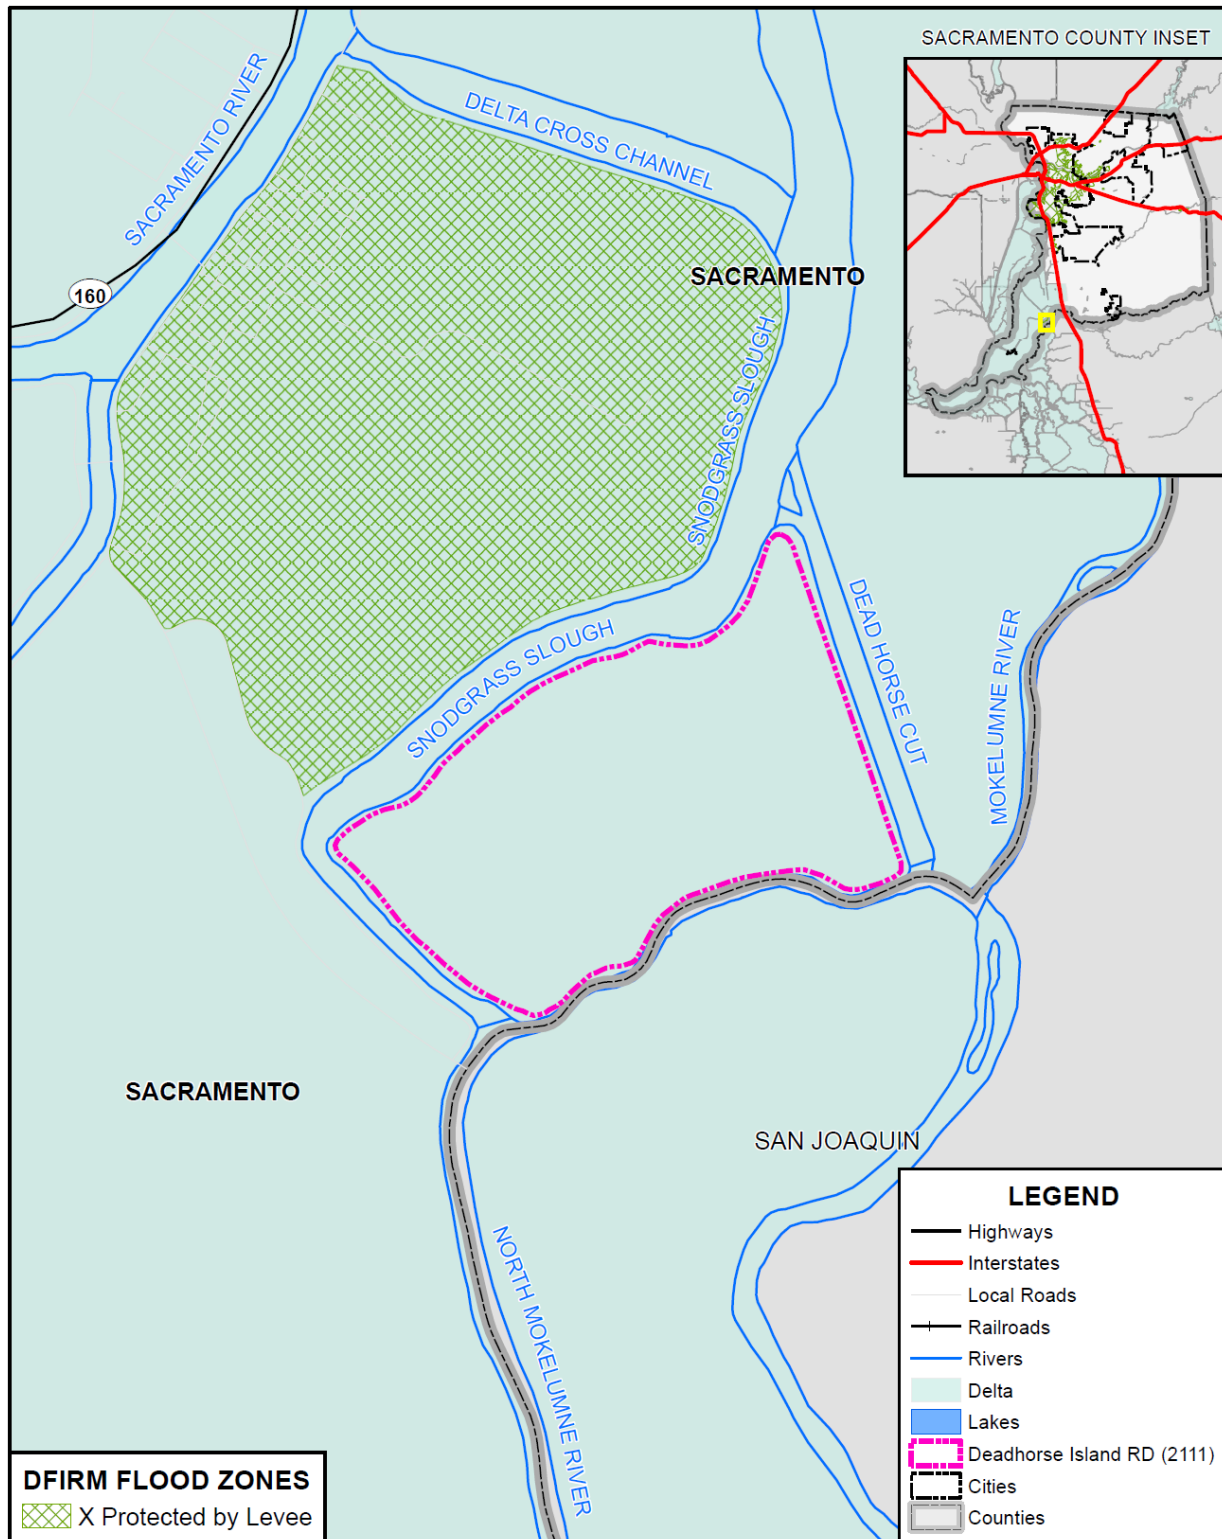 SACRAMENTO COUNTY INSET
SACRAMENTO RIVER
DELTA CROSS CHANNEL
160
SACRAMENTO
SNODGRASS SLOUGH
SNODGRASS SLOUGH
DEAD HORSE CUT
MOKELUMNE RIVER
SACRAMENTO
SAN JOAQUIN
NORTH MOKELUMNE RIVER
LEGEND
Highways
Interstates
Local Roads
Railroads
Rivers
Delta
Lakes
Deadhorse Island RD (2111)
Cities
Counties
DFIRM FLOOD ZONES
X Protected by Levee